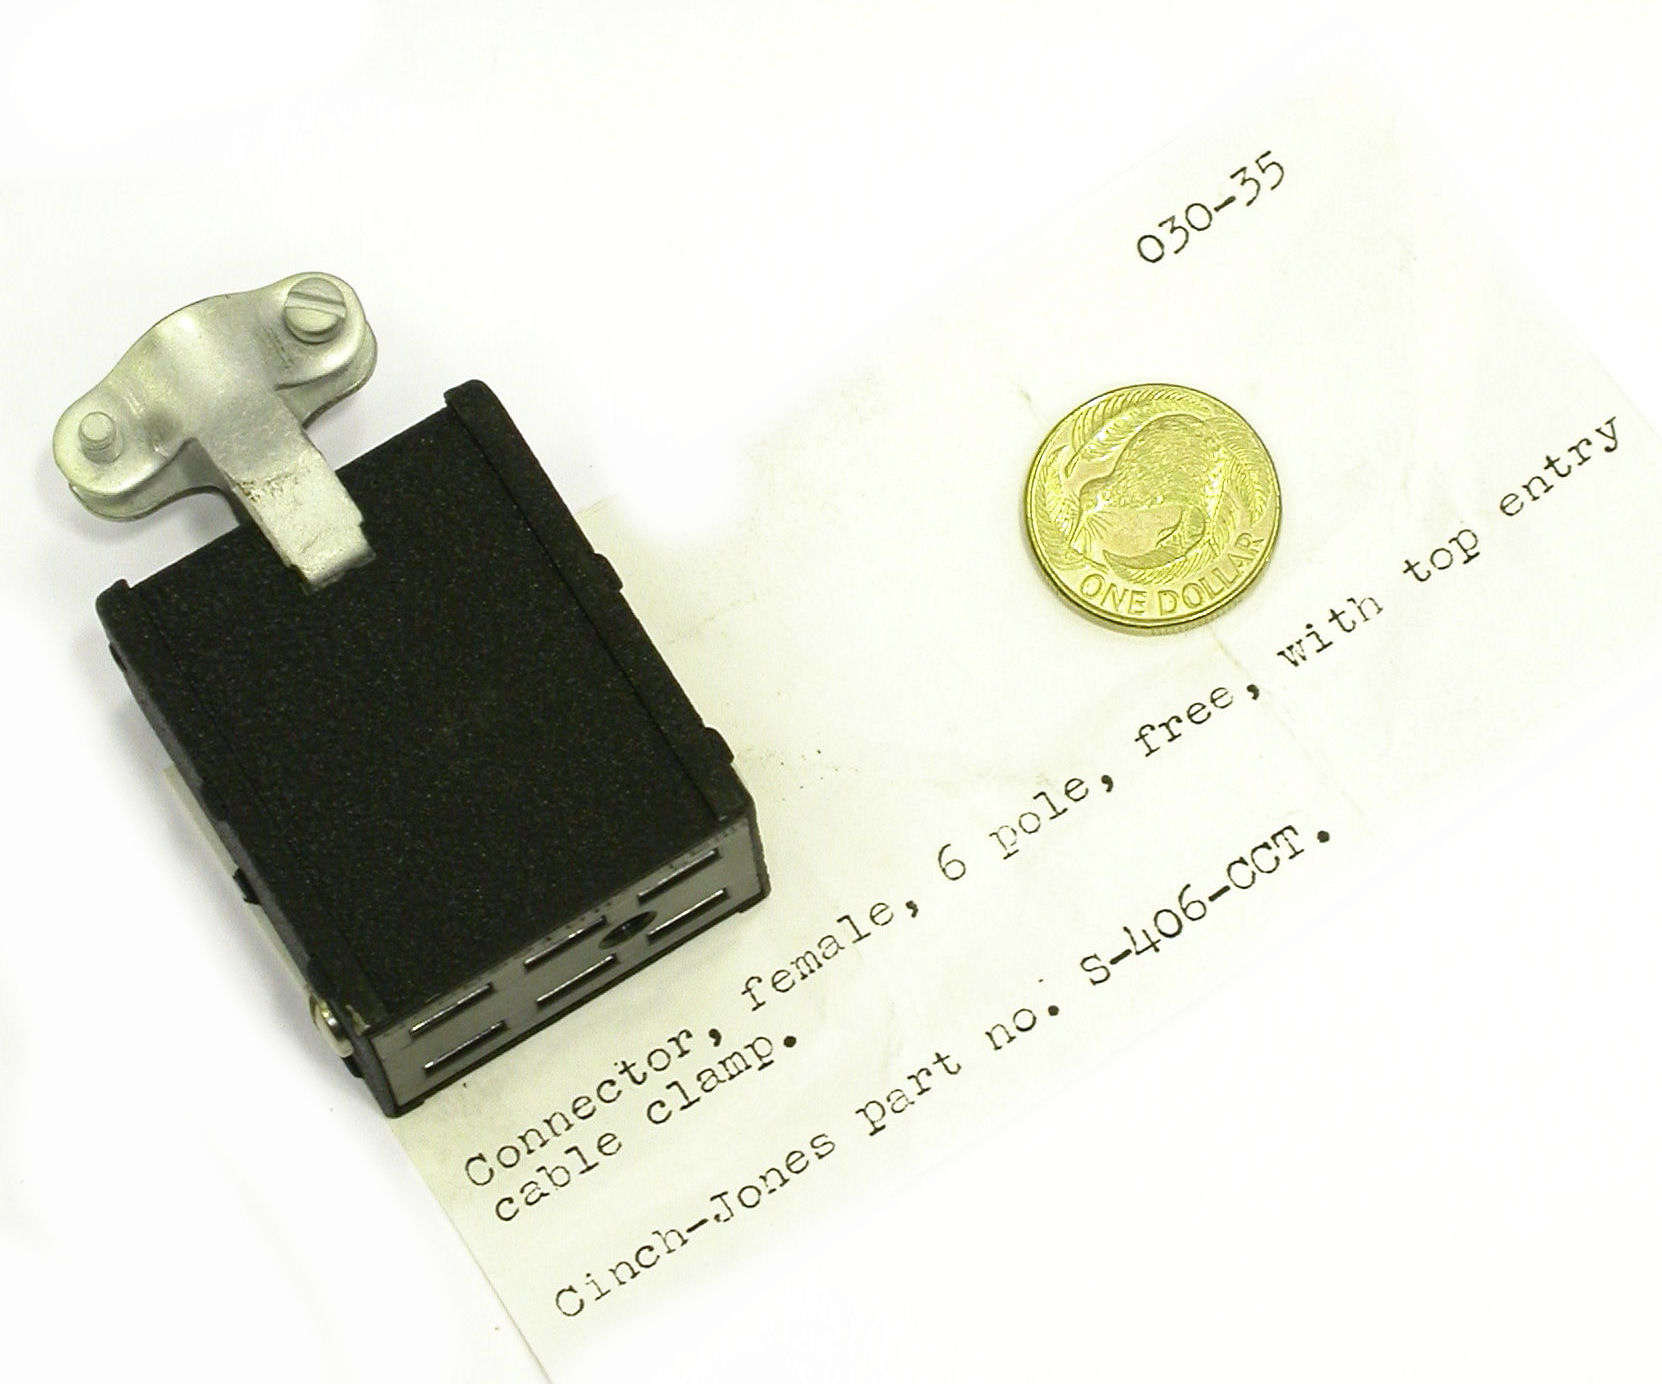 030-35
ONE DOLLAR
Connector, female, 6 pole, free, with top entry
cable clamp.
Cinch-Jones part no. S-406-CCT.